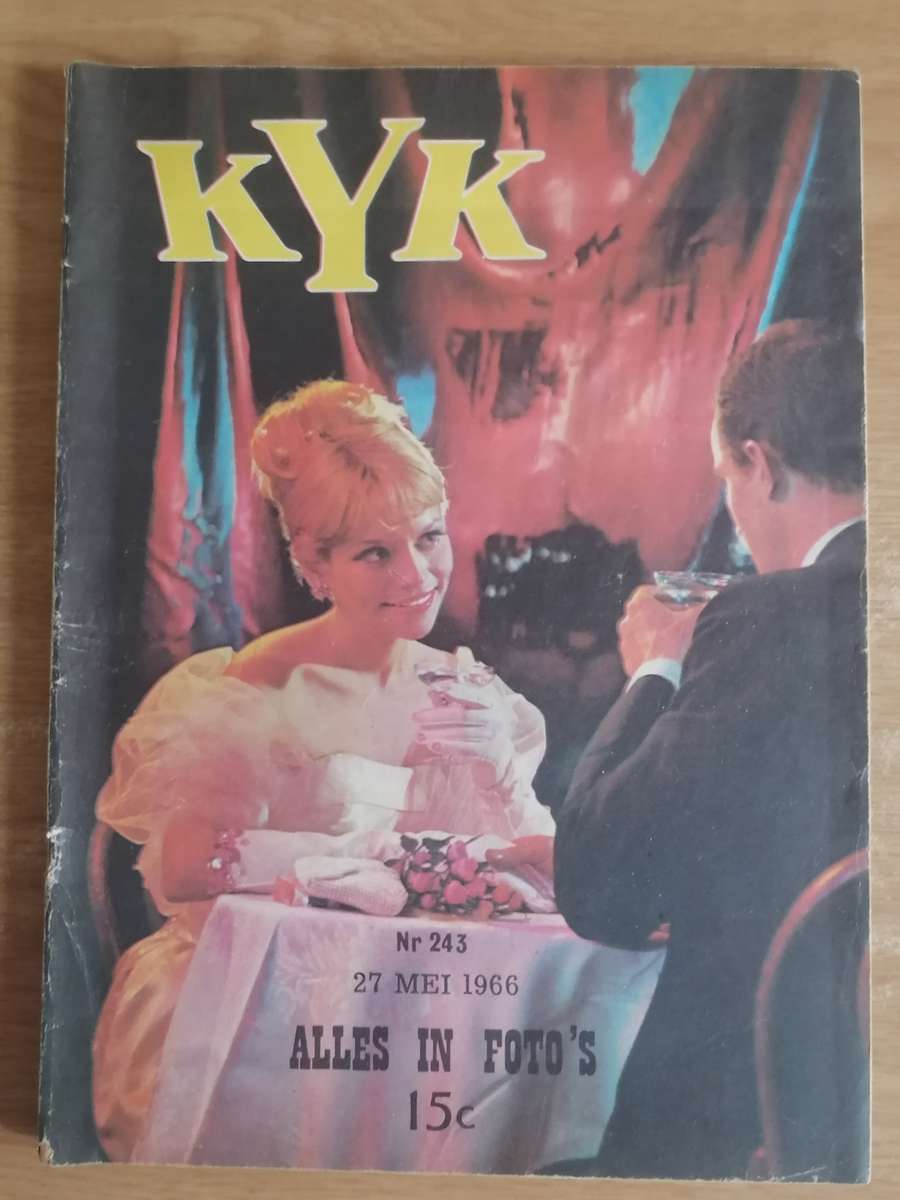 KYK
Nr 243
27 MEI 1966
ALLES IN FOTO'S
15c